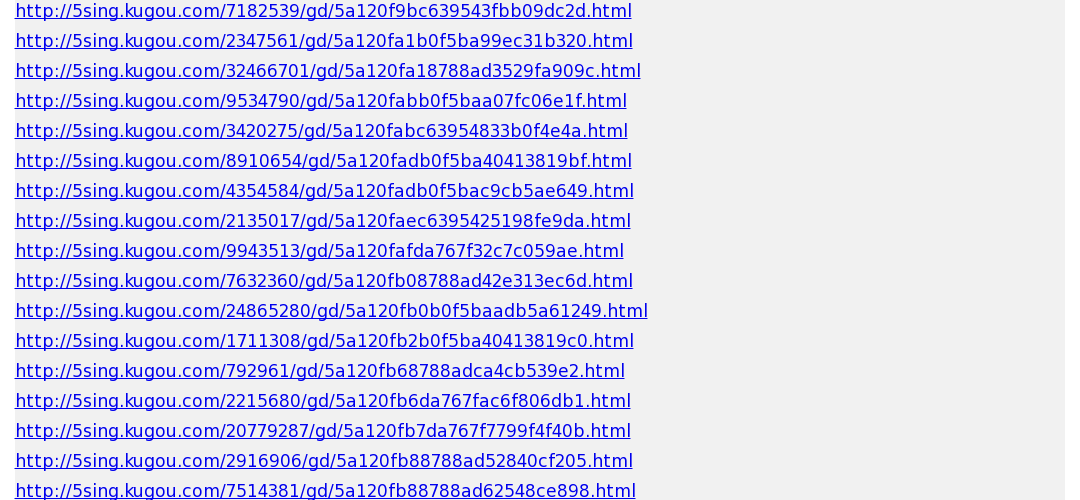 http://5sing.kugou.com/7182539/gd/5a120f9bc639543fbb09dc2d.html
http://5sing.kugou.com/2347561/gd/5a120fa1b0f5ba99ec31b320.html
http://5sing.kugou.com/32466701/gd/5a120fa18788ad3529fa909c.html
http://5sing.kugou.com/9534790/gd/5a120fabb0f5baa07fc06e1f.html
http://5sing.kugou.com/3420275/gd/5a120fabc63954833b0f4e4a.html
http://5sing.kugou.com/8910654/gd/5a120fadb0f5ba40413819bf.html
http://5sing.kugou.com/4354584/gd/5a120fadb0f5bac9cb5ae649.html
http://5sing.kugou.com/2135017/gd/5a120faec6395425198fe9da.html
http://5sing.kugou.com/9943513/gd/5a120fafda767f32c7c059ae.html
http://5sing.kugou.com/7632360/gd/5a120fb08788ad42e313ec6d.html
http://5sing.kugou.com/24865280/gd/5a120fb0b0f5baadb5a61249.html
http://5sing.kugou.com/1711308/gd/5a120fb2b0f5ba40413819c0.html
http://5sing.kugou.com/792961/gd/5a120fb68788adca4cb539e2.html
http://5sing.kugou.com/2215680/gd/5a120fb6da767fac6f806db1.html
http://5sing.kugou.com/20779287/gd/5a120fb7da767f7799f4f40b.html
http://5sing.kugou.com/2916906/gd/5a120fb88788ad52840cf205.html
http://5sing.kugou.com/7514381/gd/5a120fb88788ad62548ce898.html